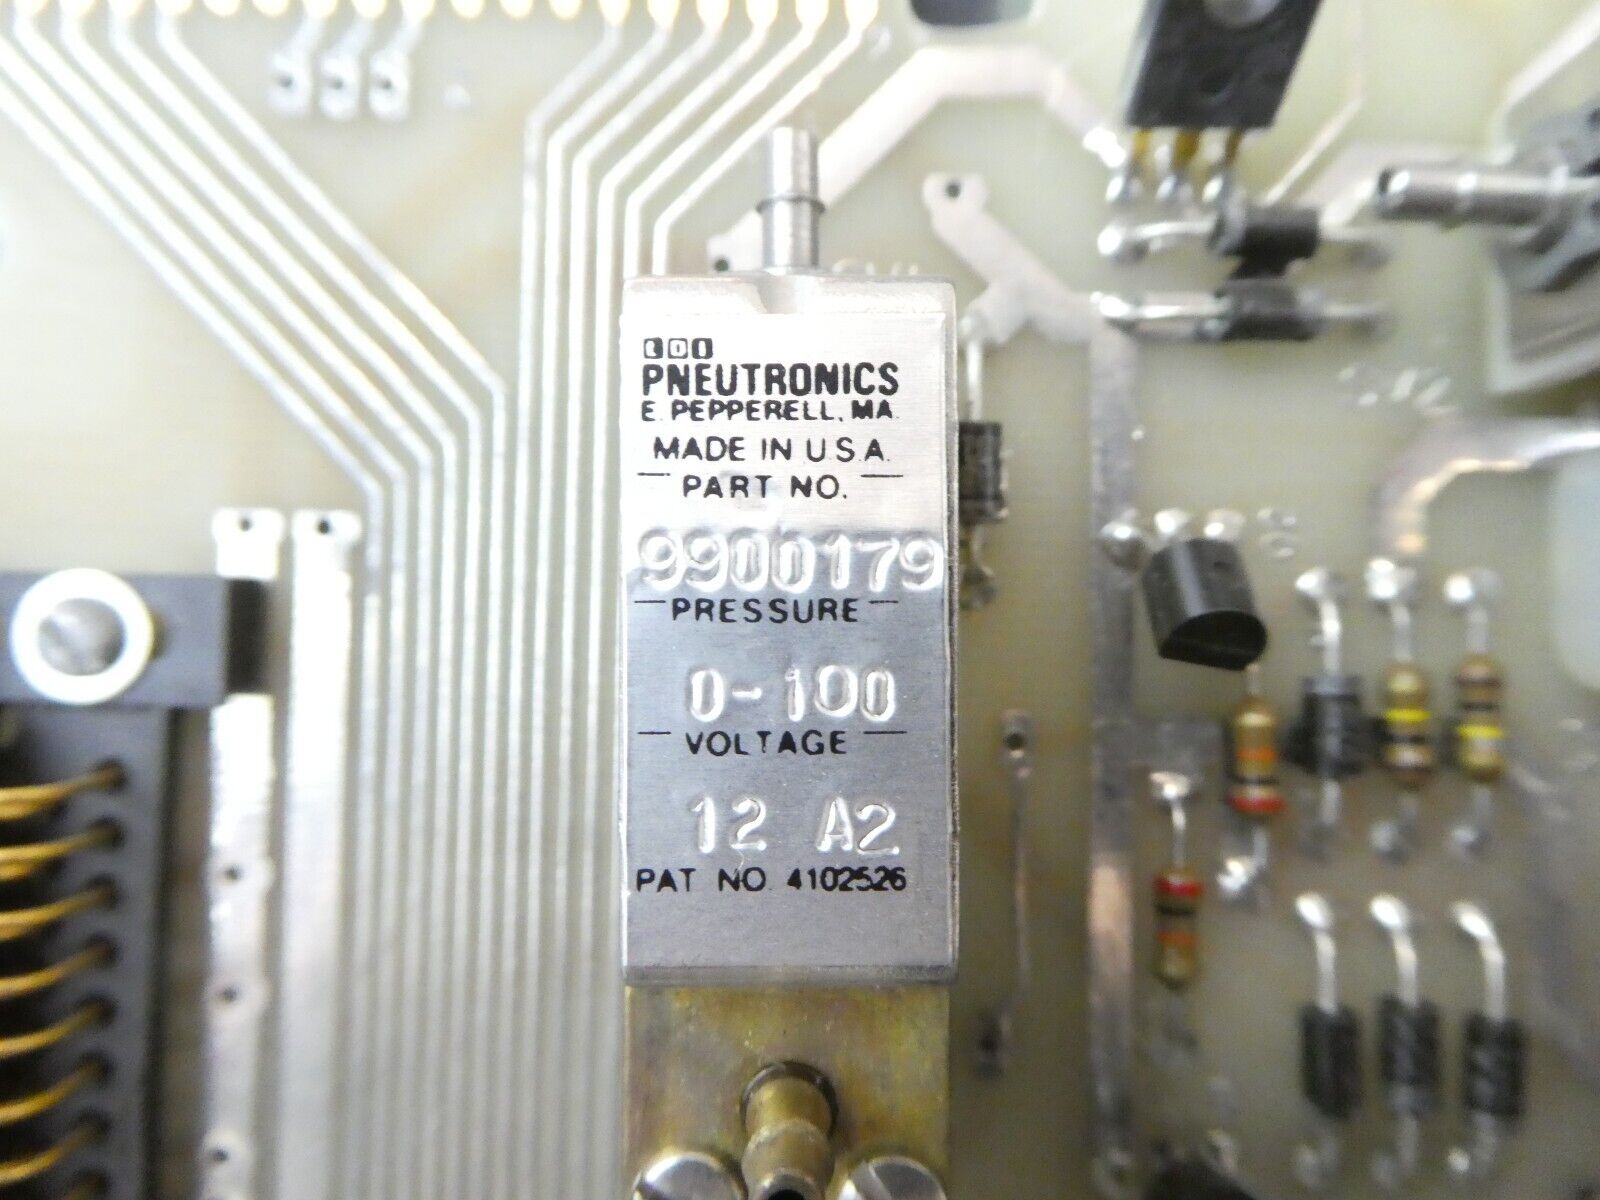 PNEUTRONICS
E. PEPPERELL, MA.
MADE IN U.S.A.
PART NO.
9900179
PRESSURE
0-100
VOLTAGE
12 A2
PAT NO. 4102526